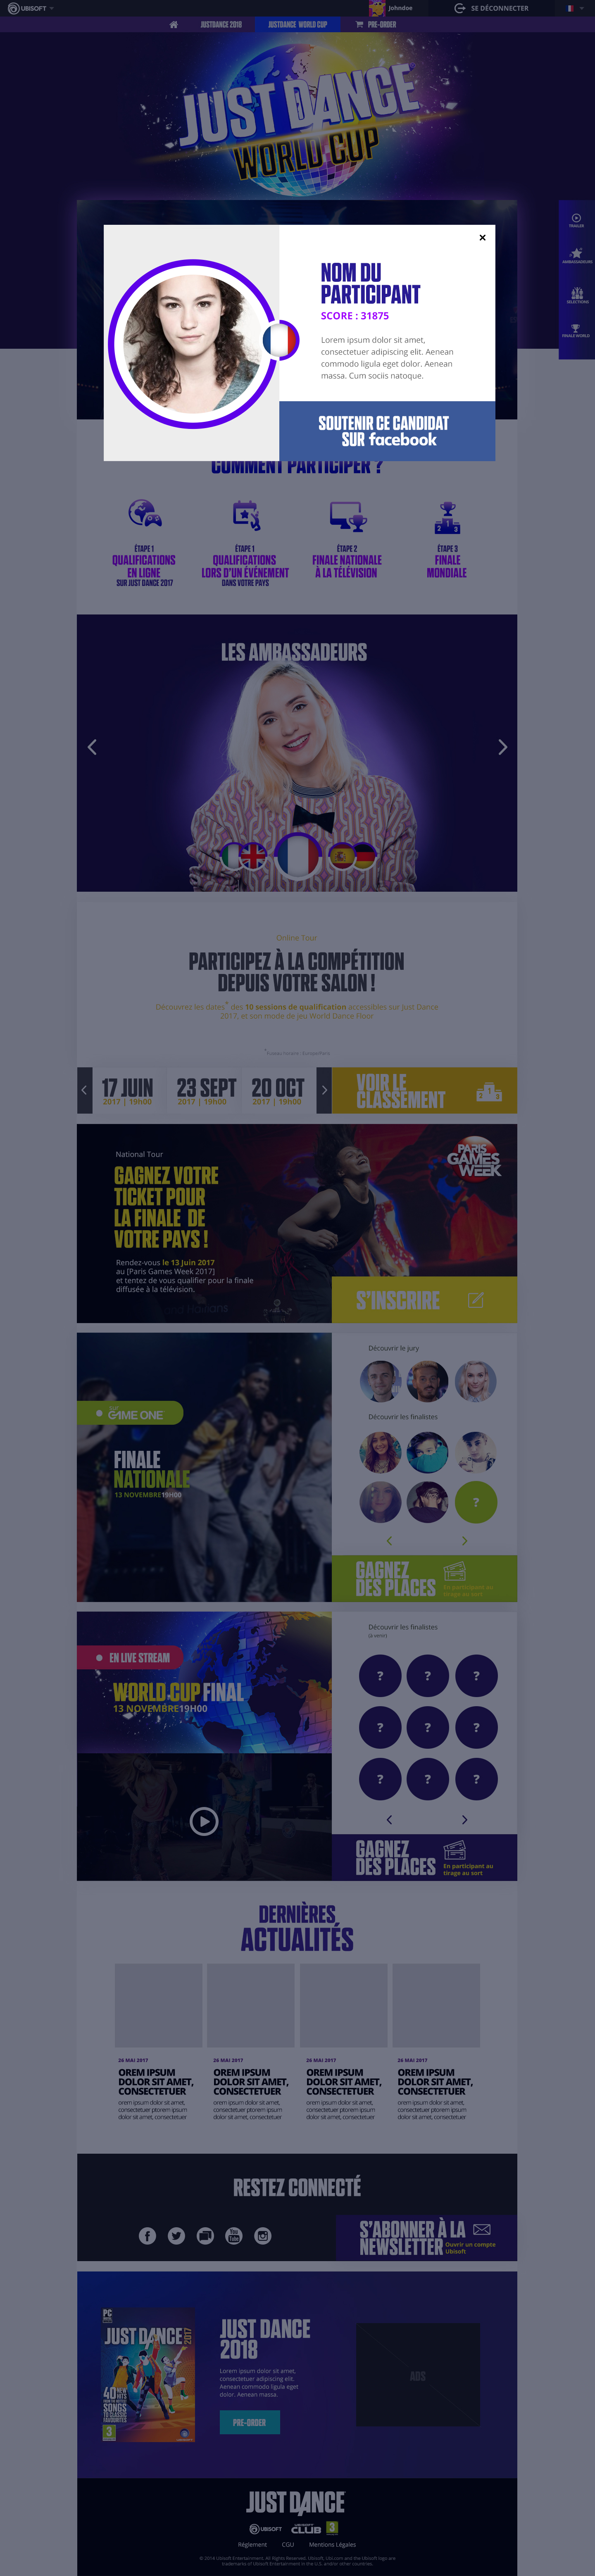 UBISOFT
Johndoe
SE DÉCONNECTER
JUSTDANCE 2018
JUSTDANCE WORLD CUP
PRE-ORDER
JUST DANCE
WORLD CUP
TRAILER
AMBASSADEURS
SELECTIONS
FINALE WORLD
×
NOM DU
PARTICIPANT
SCORE : 31875
Lorem ipsum dolor sit amet,
consectetuer adipiscing elit. Aenean
commodo ligula eget dolor. Aenean
massa. Cum sociis natoque.
SOUTENIR CE CANDIDAT
SUR facebook
COMMENT PARTICIPER ?
ÉTAPE 1
QUALIFICATIONS
EN LIGNE
SUR JUST DANCE 2017
ÉTAPE 1
QUALIFICATIONS
LORS D'UN ÉVÉNEMENT
DANS VOTRE PAYS
ÉTAPE 2
FINALE NATIONALE
À LA TÉLÉVISION
ÉTAPE 3
FINALE
MONDIALE
LES AMBASSADEURS
Online Tour
PARTICIPEZ À LA COMPÉTITION
DEPUIS VOTRE SALON !
Découvrez les dates* des 10 sessions de qualification accessibles sur Just Dance
2017, et son mode de jeu World Dance Floor
17 JUIN
2017 | 19h00
23 SEPT
2017 | 19h00
20 OCT
2017 | 19h00
VOIR LE
CLASSEMENT
National Tour
GAGNEZ VOTRE
TICKET POUR
LA FINALE DE
VOTRE PAYS !
Rendez-vous le 13 Juin 2017
au [Paris Games Week 2017]
et tentez de vous qualifier pour la finale
diffusée à la télévision.
PARIS
GAMES
WEEK
S'INSCRIRE
GAME ONE
FINALE
NATIONALE
13 NOVEMBRE19H00
Découvrir le jury
Découvrir les finalistes
?
GAGNEZ
DES PLACES
En participant au
tirage au sort
EN LIVE STREAM
WORLD CUP FINAL
13 NOVEMBRE19H00
Découvrir les finalistes
(à venir)
? ? ?
? ? ?
? ? ?
GAGNEZ
DES PLACES
En participant au
tirage au sort
DERNIÈRES
ACTUALITÉS
26 MAI 2017
OREM IPSUM
DOLOR SIT AMET,
CONSECTETUER
orem ipsum dolor sit amet,
consectetuer ptorem ipsum
dolor sit amet, consectetuer
26 MAI 2017
OREM IPSUM
DOLOR SIT AMET,
CONSECTETUER
orem ipsum dolor sit amet,
consectetuer ptorem ipsum
dolor sit amet, consectetuer
26 MAI 2017
OREM IPSUM
DOLOR SIT AMET,
CONSECTETUER
orem ipsum dolor sit amet,
consectetuer ptorem ipsum
dolor sit amet, consectetuer
26 MAI 2017
OREM IPSUM
DOLOR SIT AMET,
CONSECTETUER
orem ipsum dolor sit amet,
consectetuer ptorem ipsum
dolor sit amet, consectetuer
RESTEZ CONNECTÉ
You
Tube
S'ABONNER À LA
NEWSLETTER
Ouvrir un compte
Ubisoft
PC
JUST DANCE
2017
40 NEW
HITS
SONGS
TO CLASSIC
FAVOURITES
3
UBISOFT
JUST DANCE
2018
Lorem ipsum dolor sit amet,
consectetuer adipiscing elit.
Aenean commodo ligula eget
dolor. Aenean massa.
PRE-ORDER
ADS
JUST DANCE
UBISOFT
CLUB
3
Règlement
CGU
Mentions Légales
© 2016 Ubisoft Entertainment. All Rights Reserved. Ubisoft, Ubi.com and the Ubisoft logo are
trademarks of Ubisoft Entertainment in the U.S. and/or other countries.